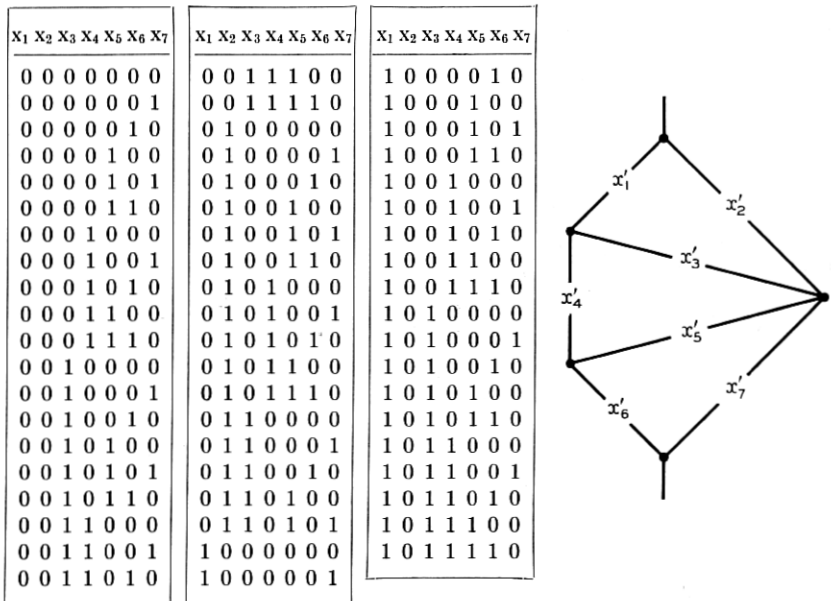 X₁ X₂ X₃ X₄ X₅ X₆ X₇
0 0 0 0 0 0 0
0 0 0 0 0 0 1
0 0 0 0 0 1 0
0 0 0 0 1 0 0
0 0 0 0 1 0 1
0 0 0 0 1 1 0
0 0 0 1 0 0 0
0 0 0 1 0 0 1
0 0 0 1 0 1 0
0 0 0 1 1 0 0
0 0 0 1 1 1 0
0 0 1 0 0 0 0
0 0 1 0 0 0 1
0 0 1 0 0 1 0
0 0 1 0 1 0 0
0 0 1 0 1 0 1
0 0 1 0 1 1 0
0 0 1 1 0 0 0
0 0 1 1 0 0 1
0 0 1 1 0 1 0
X₁ X₂ X₃ X₄ X₅ X₆ X₇
0 0 1 1 1 0 0
0 0 1 1 1 1 0
0 1 0 0 0 0 0
0 1 0 0 0 0 1
0 1 0 0 0 1 0
0 1 0 0 1 0 0
0 1 0 0 1 0 1
0 1 0 0 1 1 0
0 1 0 1 0 0 0
0 1 0 1 0 0 1
0 1 0 1 0 1 0
0 1 0 1 1 0 0
0 1 0 1 1 1 0
0 1 1 0 0 0 0
0 1 1 0 0 0 1
0 1 1 0 0 1 0
0 1 1 0 1 0 0
0 1 1 0 1 0 1
1 0 0 0 0 0 0
1 0 0 0 0 0 1
X₁ X₂ X₃ X₄ X₅ X₆ X₇
1 0 0 0 0 1 0
1 0 0 0 1 0 0
1 0 0 0 1 0 1
1 0 0 0 1 1 0
1 0 0 1 0 0 0
1 0 0 1 0 0 1
1 0 0 1 0 1 0
1 0 0 1 1 0 0
1 0 0 1 1 1 0
1 0 1 0 0 0 0
1 0 1 0 0 0 1
1 0 1 0 0 1 0
1 0 1 0 1 0 0
1 0 1 0 1 1 0
1 0 1 1 0 0 0
1 0 1 1 0 0 1
1 0 1 1 0 1 0
1 0 1 1 1 0 0
1 0 1 1 1 1 0
x′₁
x′₂
x′₃
x′₄
x′₅
x′₆
x′₇